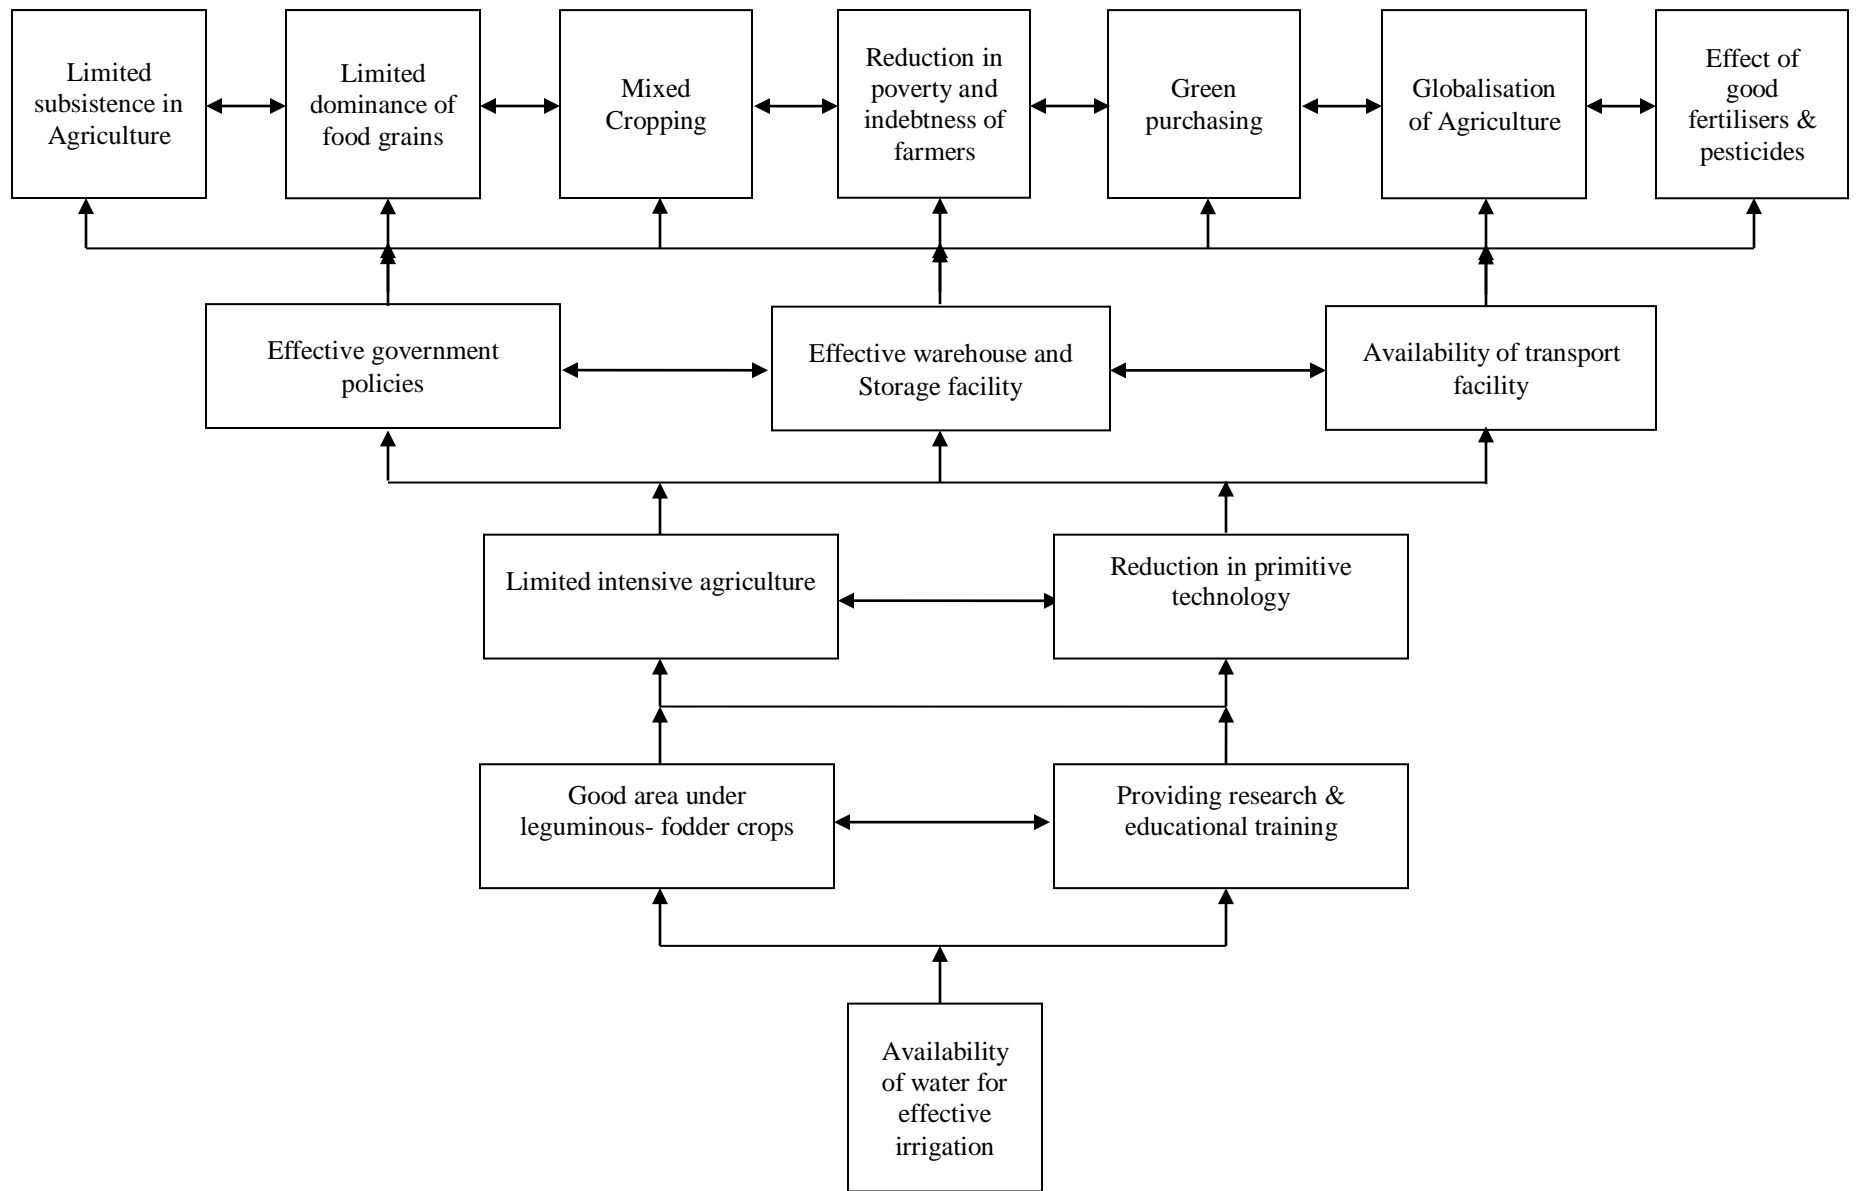 Limited
subsistence in
Agriculture
Limited
dominance of
food grains
Mixed
Cropping
Reduction in
poverty and
indebtness of
farmers
Green
purchasing
Globalisation
of Agriculture
Effect of
good
fertilisers &
pesticides
Effective government
policies
Effective warehouse and
Storage facility
Availability of transport
facility
Limited intensive agriculture
Reduction in primitive
technology
Good area under
leguminous- fodder crops
Providing research &
educational training
Availability
of water for
effective
irrigation